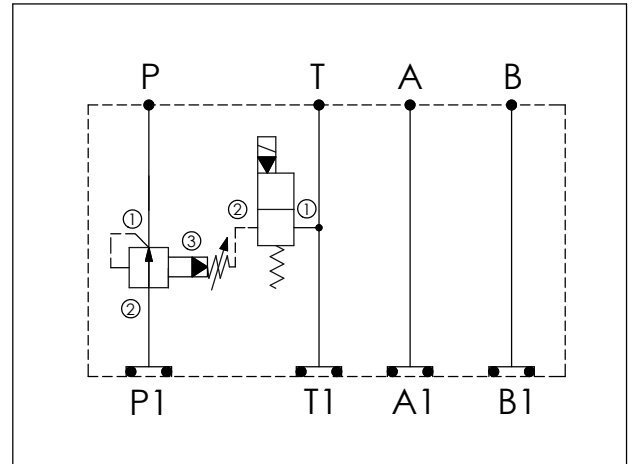 P T A B
② ①
① ③
②
P1 T1 A1 B1